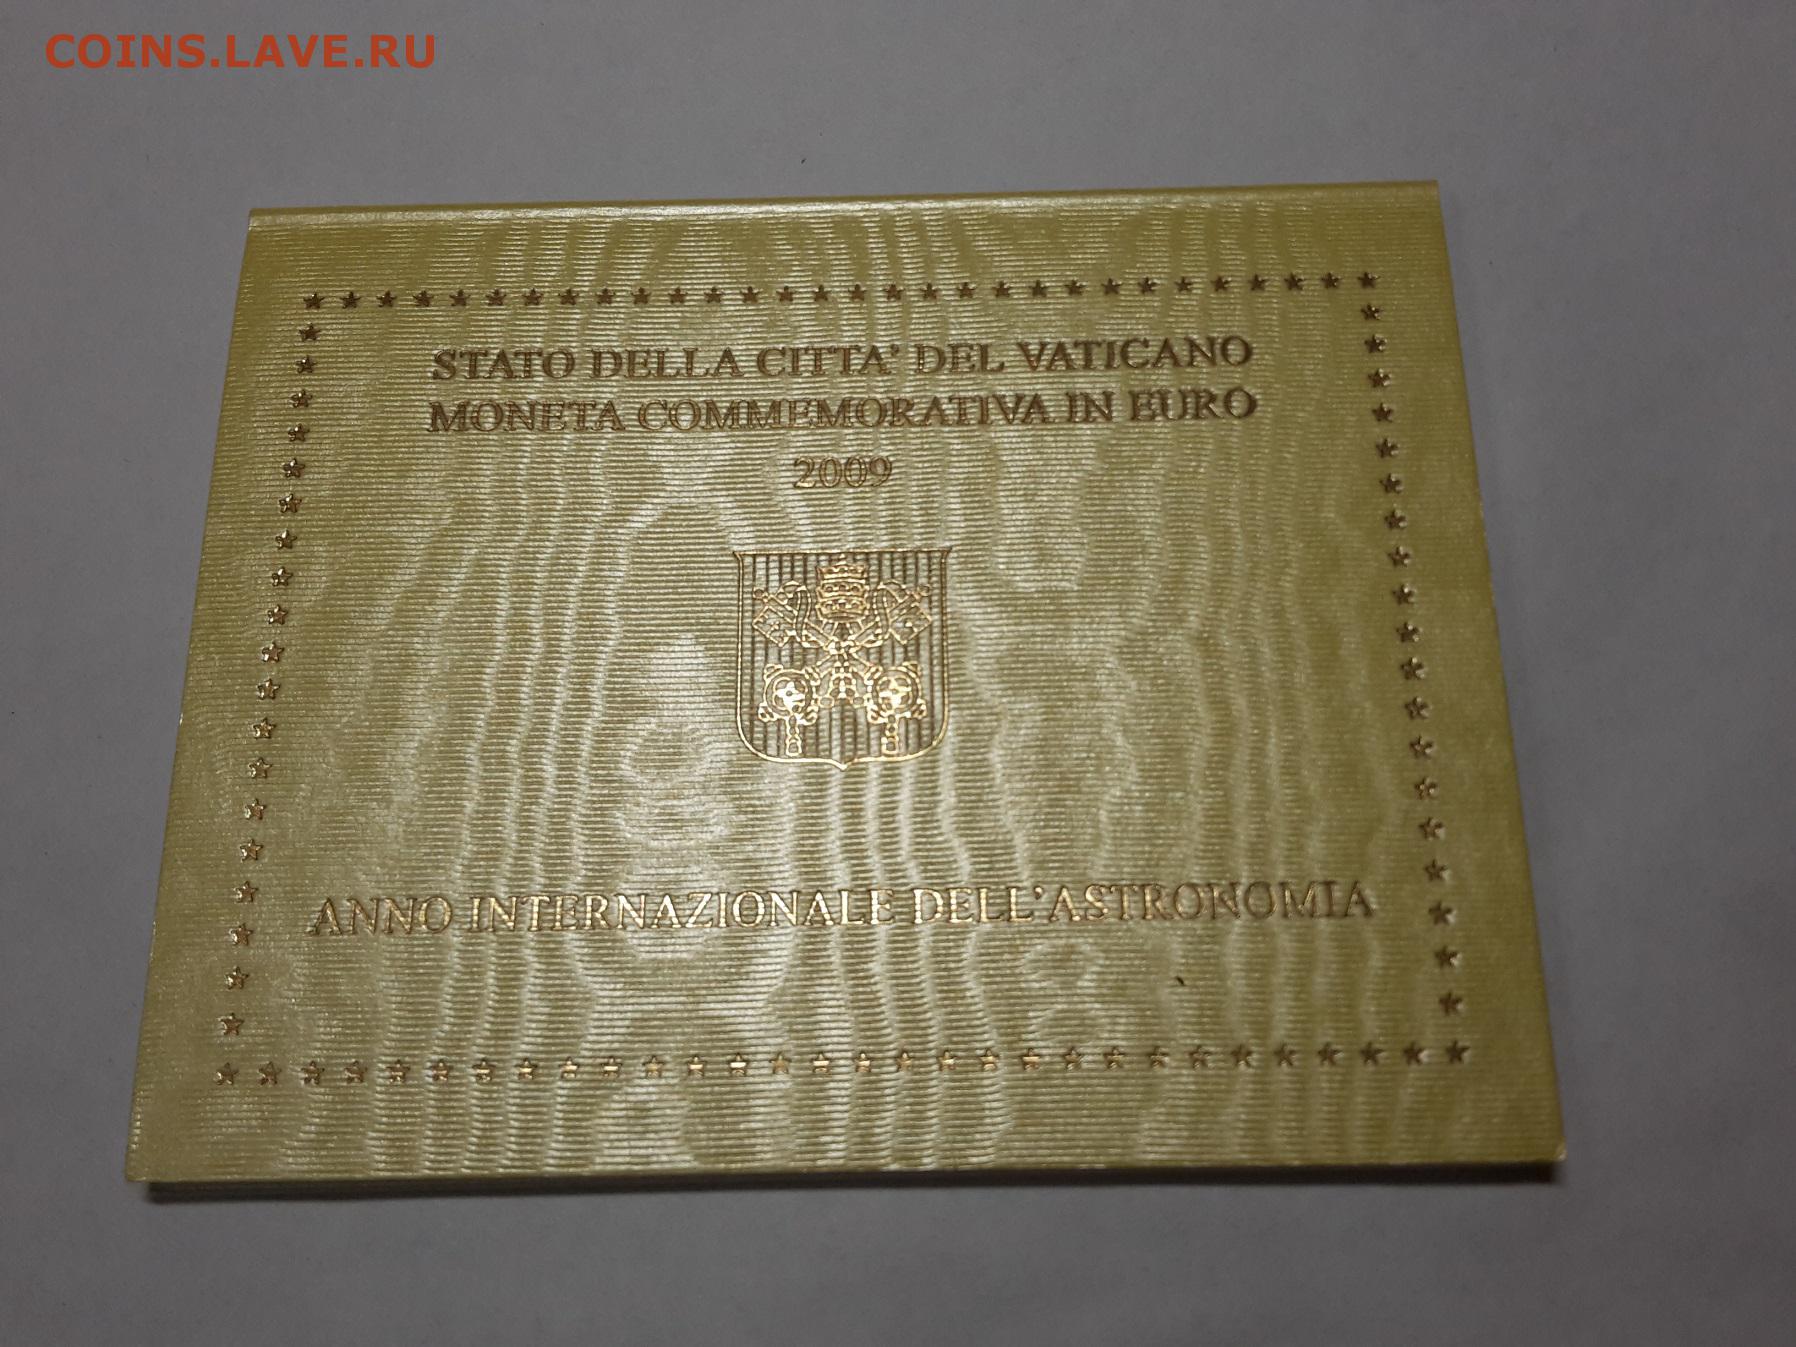 COINS.LAVE.RU
STATO DELLA CITTA' DEL VATICANO
MONETA COMMEMORATIVA IN EURO
2009
ANNO INTERNAZIONALE DELL'ASTRONOMIA